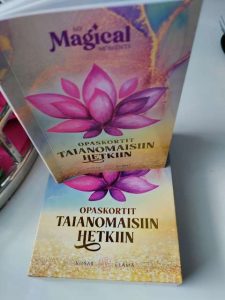 MY
Magical
MOMENTS
OPASKORTIT
TAIANOMAISIIN
HETKIIN
OPASKORTIT
TAIANOMAISIIN
HETKIIN